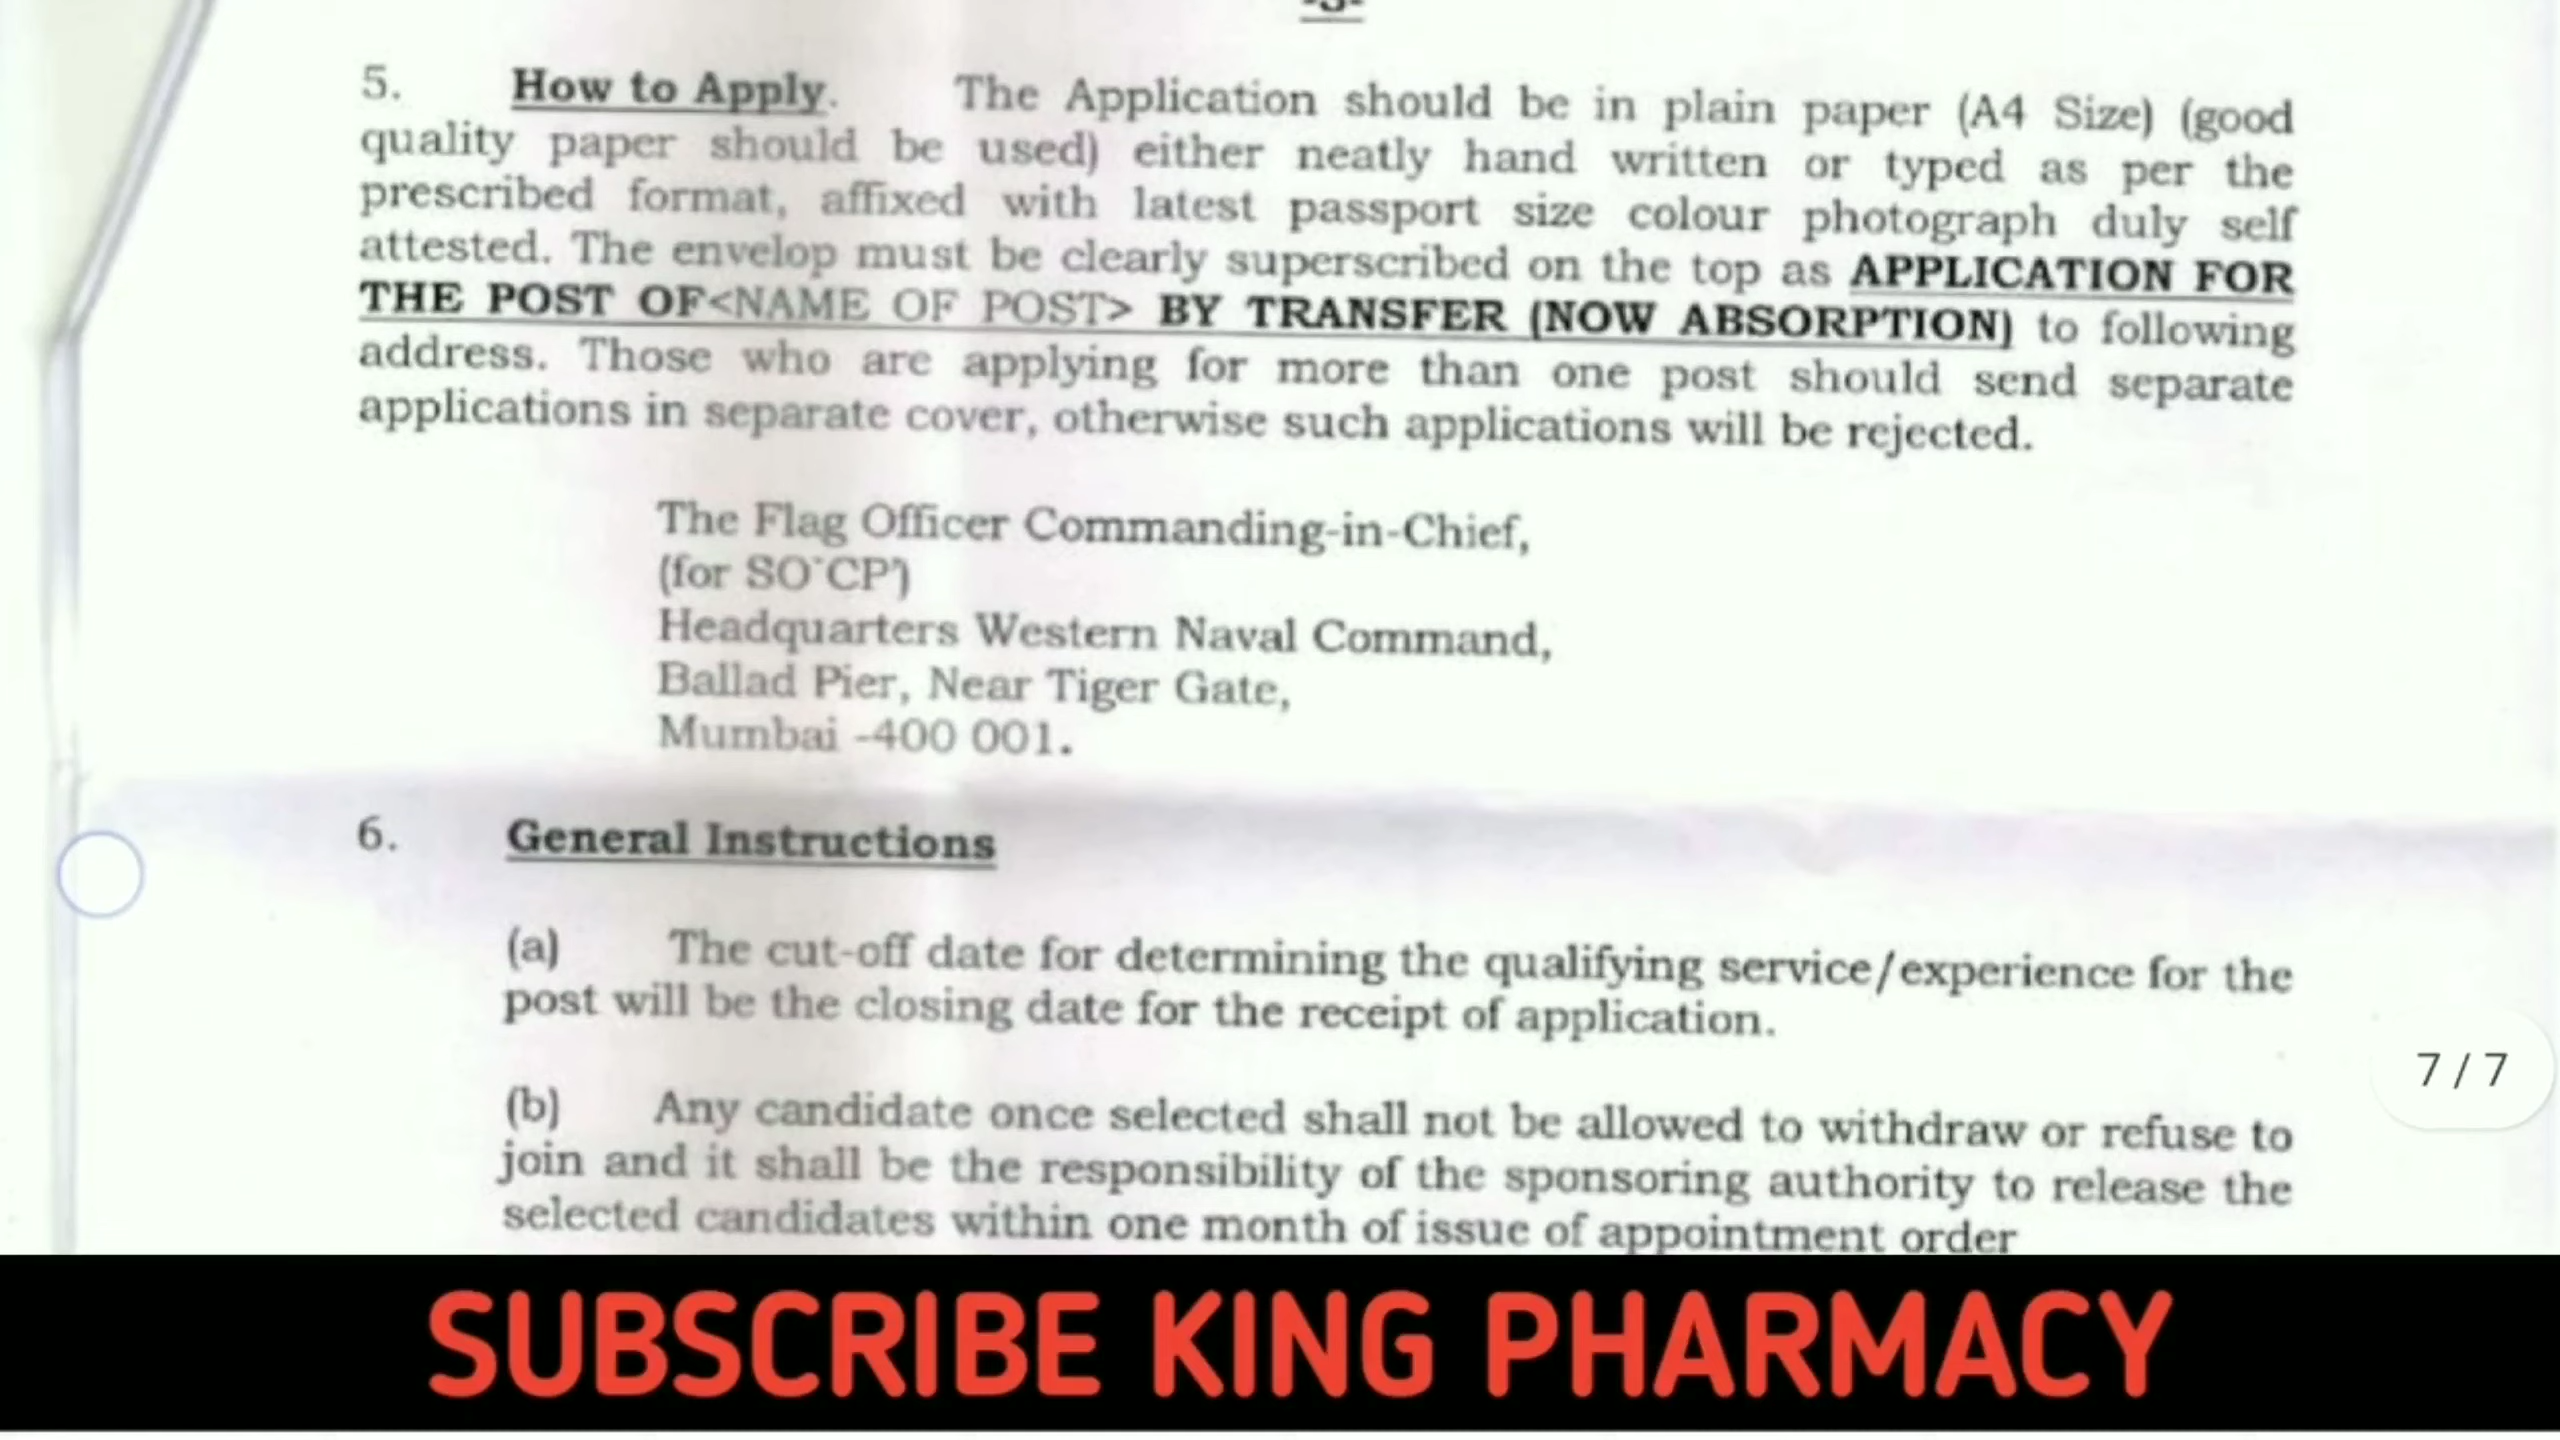 5. How to Apply. The Application should be in plain paper (A4 Size) (good
quality paper should be used) either neatly hand written or typed as per the
prescribed format, affixed with latest passport size colour photograph duly self
attested. The envelop must be clearly superscribed on the top as APPLICATION FOR
THE POST OF<NAME OF POST> BY TRANSFER (NOW ABSORPTION) to following
address. Those who are applying for more than one post should send separate
applications in separate cover, otherwise such applications will be rejected.
The Flag Officer Commanding-in-Chief,
(for SO`CP')
Headquarters Western Naval Command,
Ballad Pier, Near Tiger Gate,
Mumbai -400 001.
6. General Instructions
(a) The cut-off date for determining the qualifying service/experience for the
post will be the closing date for the receipt of application.
7 / 7
(b) Any candidate once selected shall not be allowed to withdraw or refuse to
join and it shall be the responsibility of the sponsoring authority to release the
selected candidates within one month of issue of appointment order
SUBSCRIBE KING PHARMACY